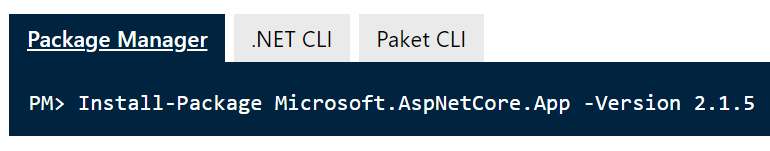 Package Manager .NET CLI Paket CLI
PM> Install-Package Microsoft.AspNetCore.App -Version 2.1.5